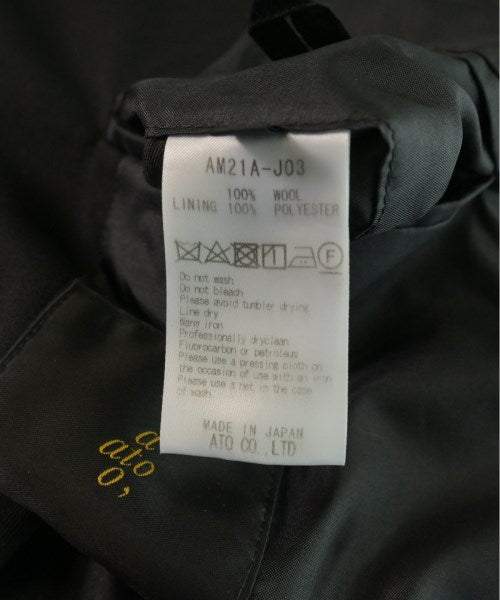 AM21A-J03
100% WOOL
LINING 100% POLYESTER
F
Do not wash
Do not bleach
Please avoid tumbler drying
Line dry
Warm iron
Professionally dryclean
Fluorocarbon or petroleum
Please use a pressing cloth on
the occasion of use with an iron
Please use a net in the case
of wash.
MADE IN JAPAN
ATO CO.,LTD
a
ato
o,